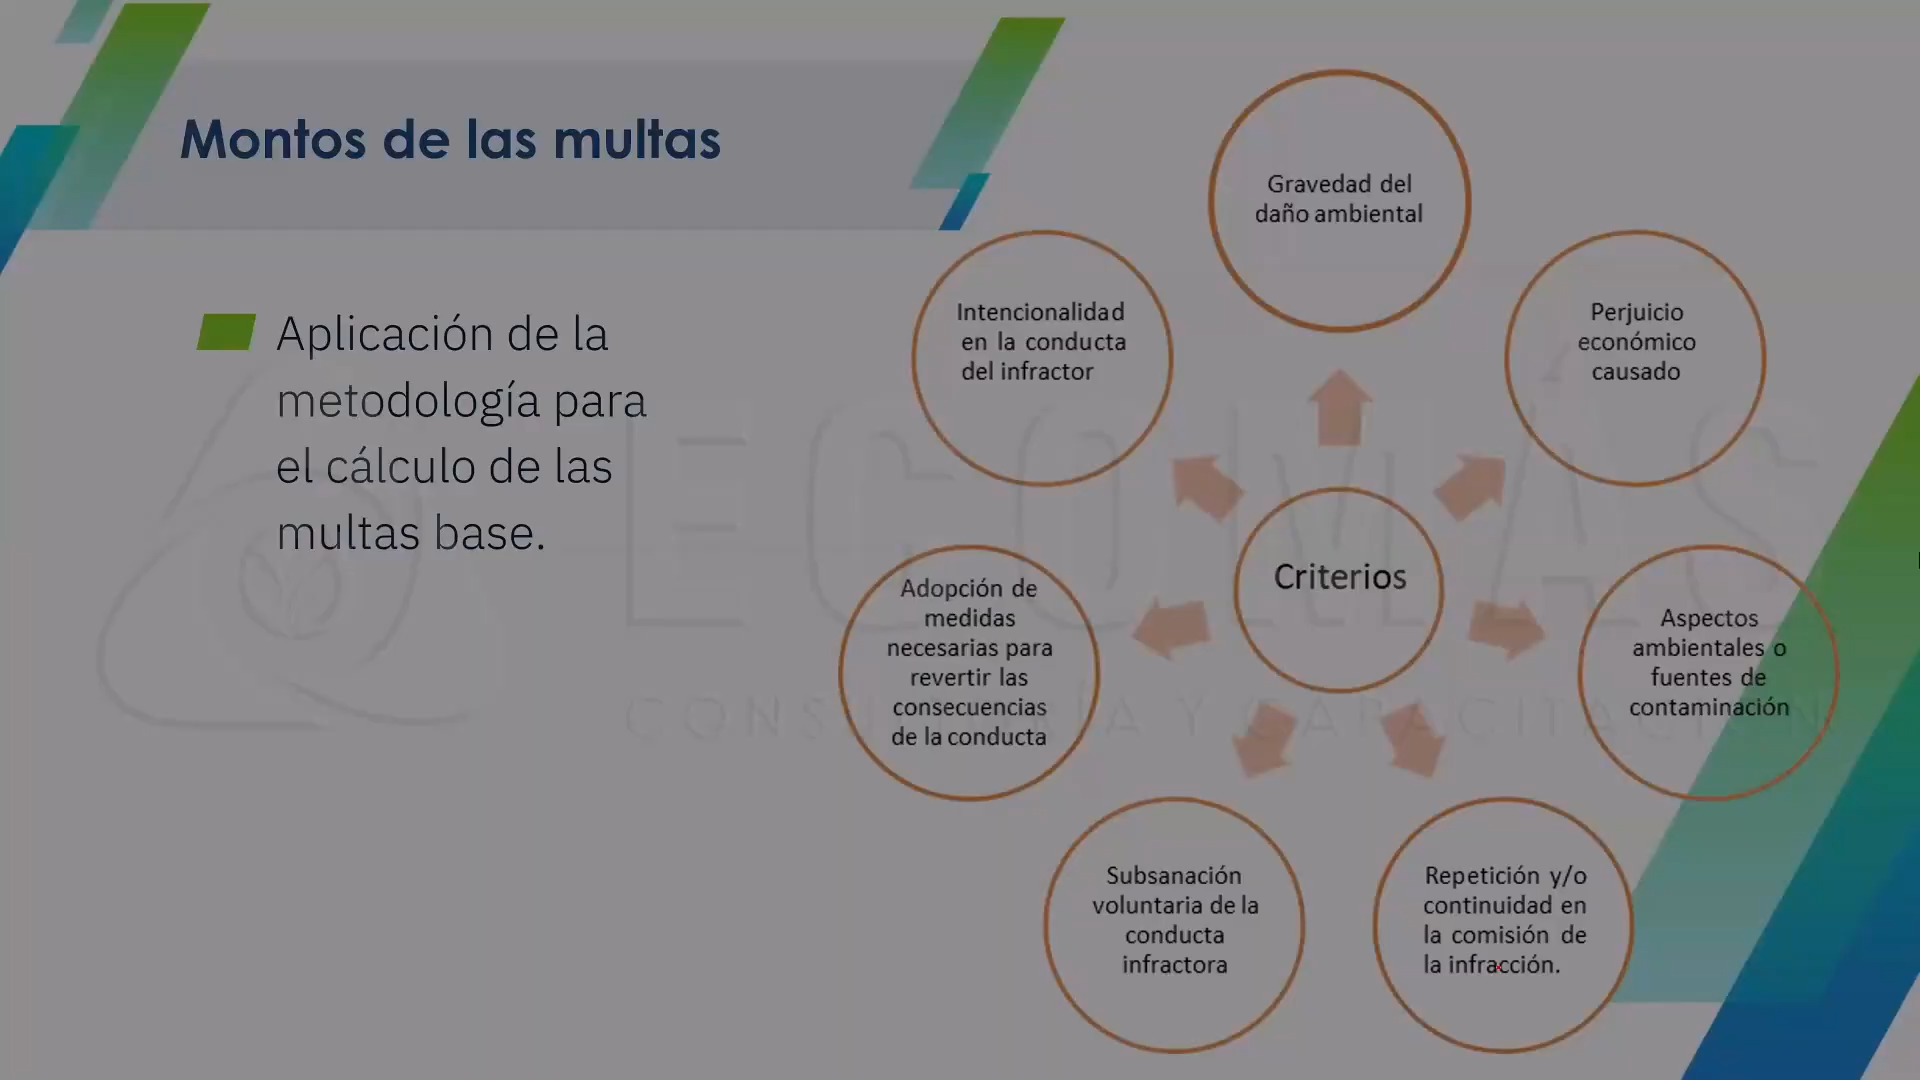 Montos de las multas
Aplicación de la
metodología para
el cálculo de las
multas base.
Gravedad del
daño ambiental
Perjuicio
económico
causado
Aspectos
ambientales o
fuentes de
contaminación
Repetición y/o
continuidad en
la comisión de
la infracción.
Subsanación
voluntaria de la
conducta
infractora
Adopción de
medidas
necesarias para
revertir las
consecuencias
de la conducta
Intencionalidad
en la conducta
del infractor
Criterios
ECOMÁS
CONSULTORÍA Y CAPACITACIÓN